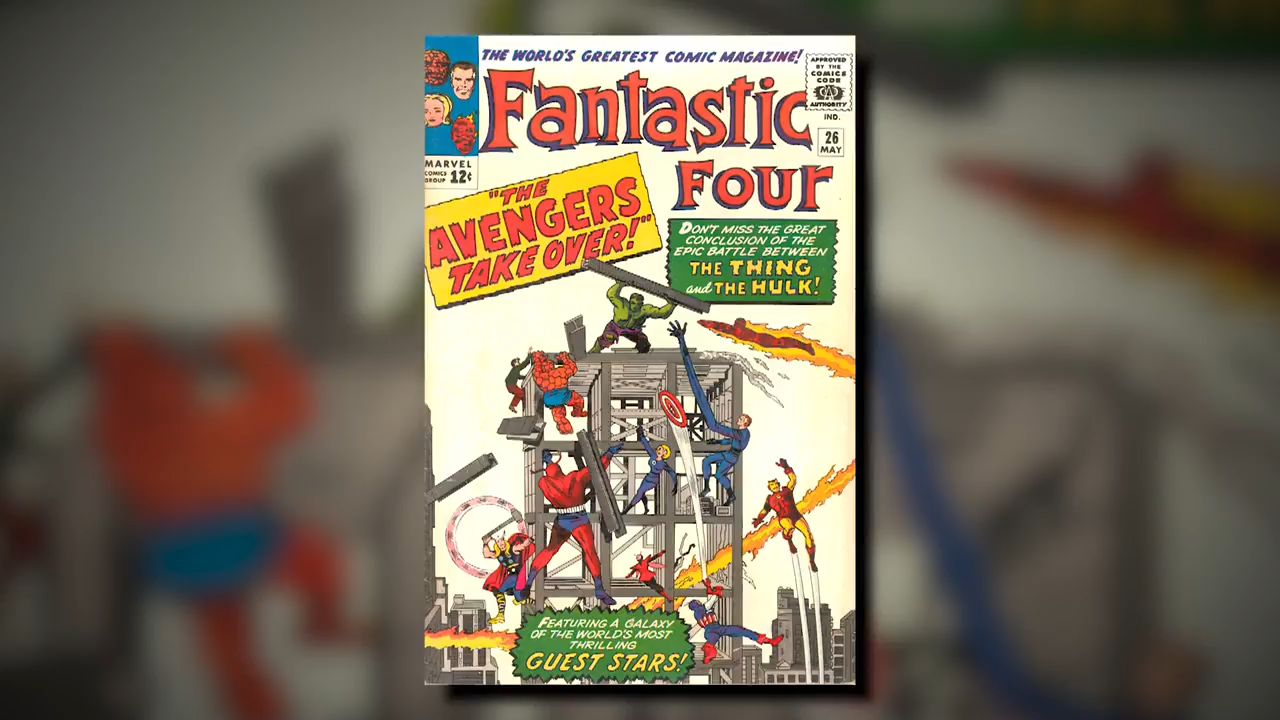 THE WORLD'S GREATEST COMIC MAGAZINE!
APPROVED
BY THE
COMICS
CODE
CA
AUTHORITY
Fantastic
Four
IND.
26
MAY
MARVEL
COMICS
GROUP
12¢
"THE
AVENGERS
TAKE OVER!"
DON'T MISS THE GREAT
CONCLUSION OF THE
EPIC BATTLE BETWEEN
THE THING
and THE HULK!
FEATURING A GALAXY
OF THE WORLD'S MOST
THRILLING
GUEST STARS!